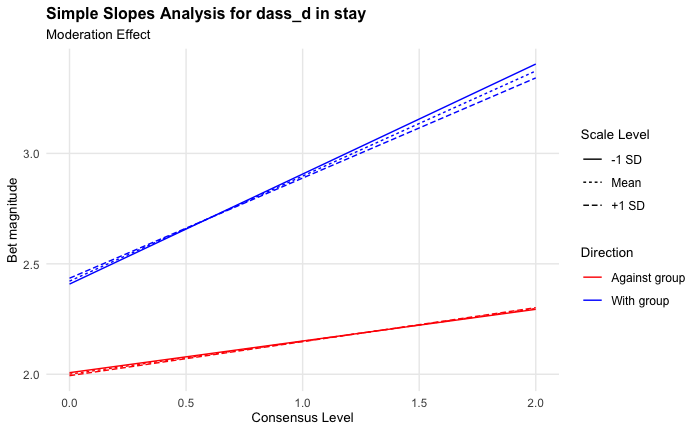 Simple Slopes Analysis for dass_d in stay
Moderation Effect
Bet magnitude
3.0
2.5
2.0
0.0 0.5 1.0 1.5 2.0
Consensus Level
Scale Level
-1 SD
Mean
+1 SD
Direction
Against group
With group